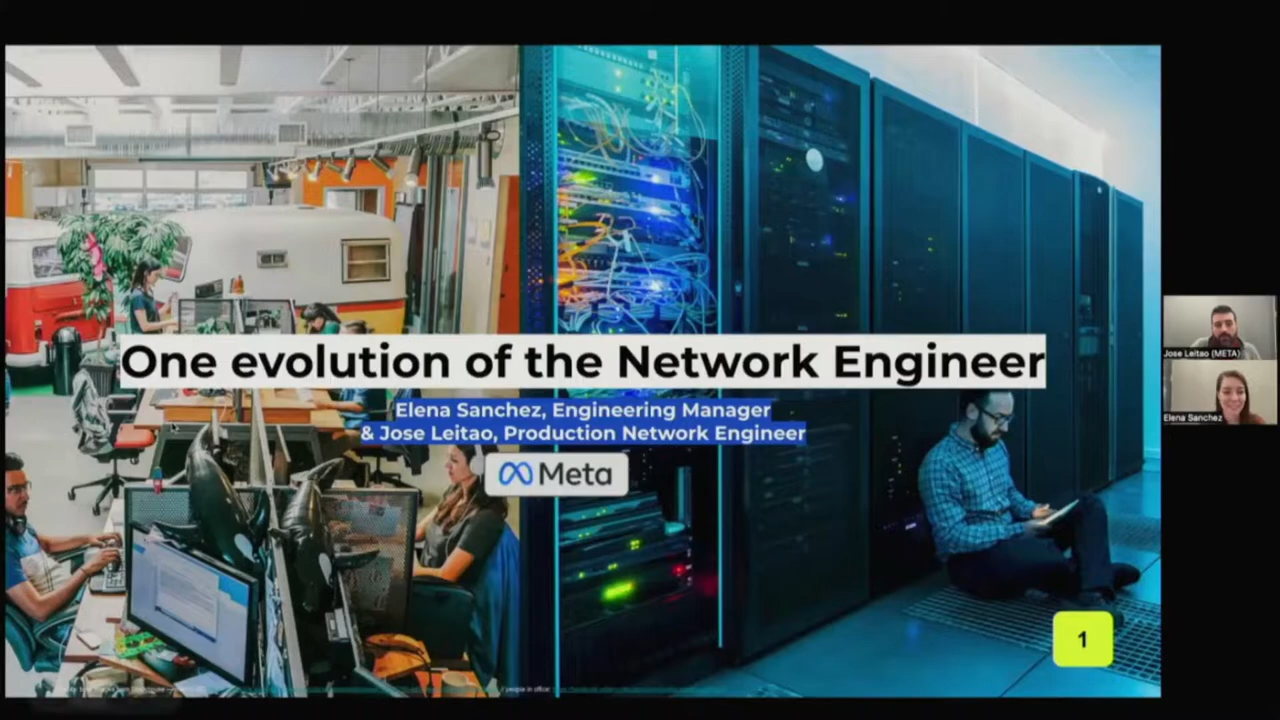 One evolution of the Network Engineer
Elena Sanchez, Engineering Manager
& Jose Leitao, Production Network Engineer
Meta
1
Jose Leitao (META)
Elena Sanchez